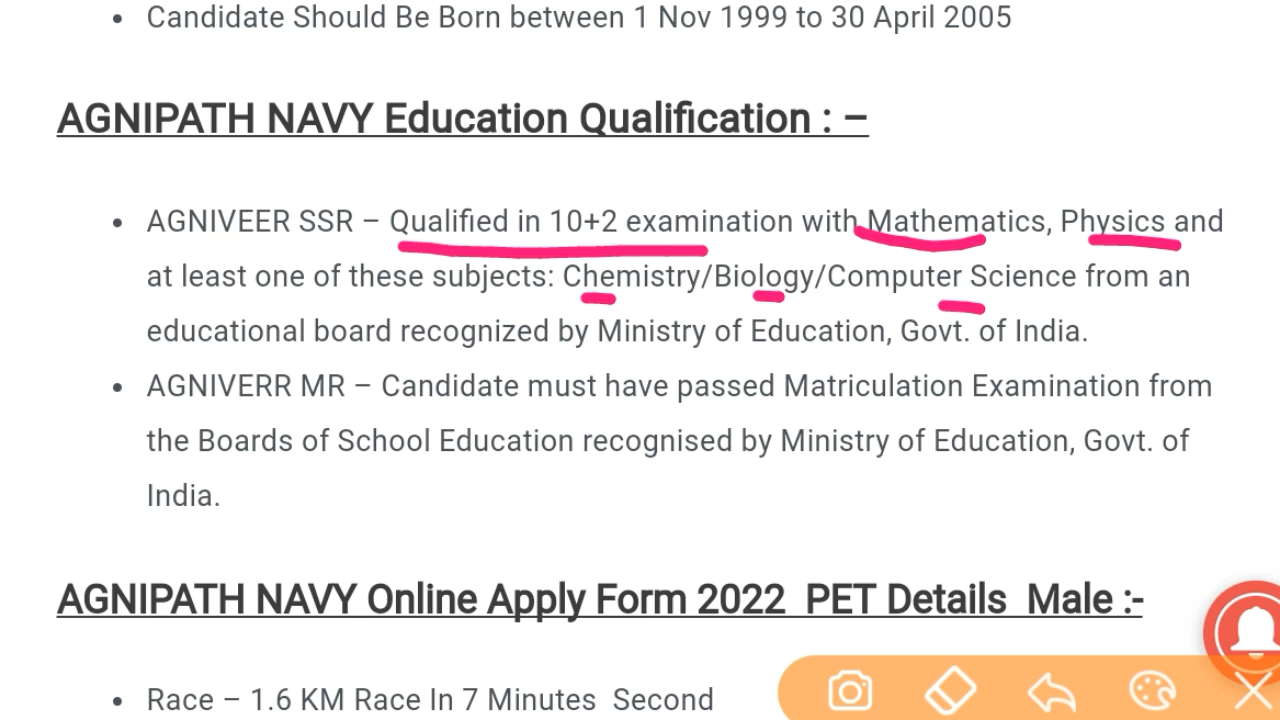 • Candidate Should Be Born between 1 Nov 1999 to 30 April 2005
AGNIPATH NAVY Education Qualification : –
• AGNIVEER SSR – Qualified in 10+2 examination with Mathematics, Physics and
at least one of these subjects: Chemistry/Biology/Computer Science from an
educational board recognized by Ministry of Education, Govt. of India.
• AGNIVERR MR – Candidate must have passed Matriculation Examination from
the Boards of School Education recognised by Ministry of Education, Govt. of
India.
AGNIPATH NAVY Online Apply Form 2022 PET Details Male :-
• Race – 1.6 KM Race In 7 Minutes Second